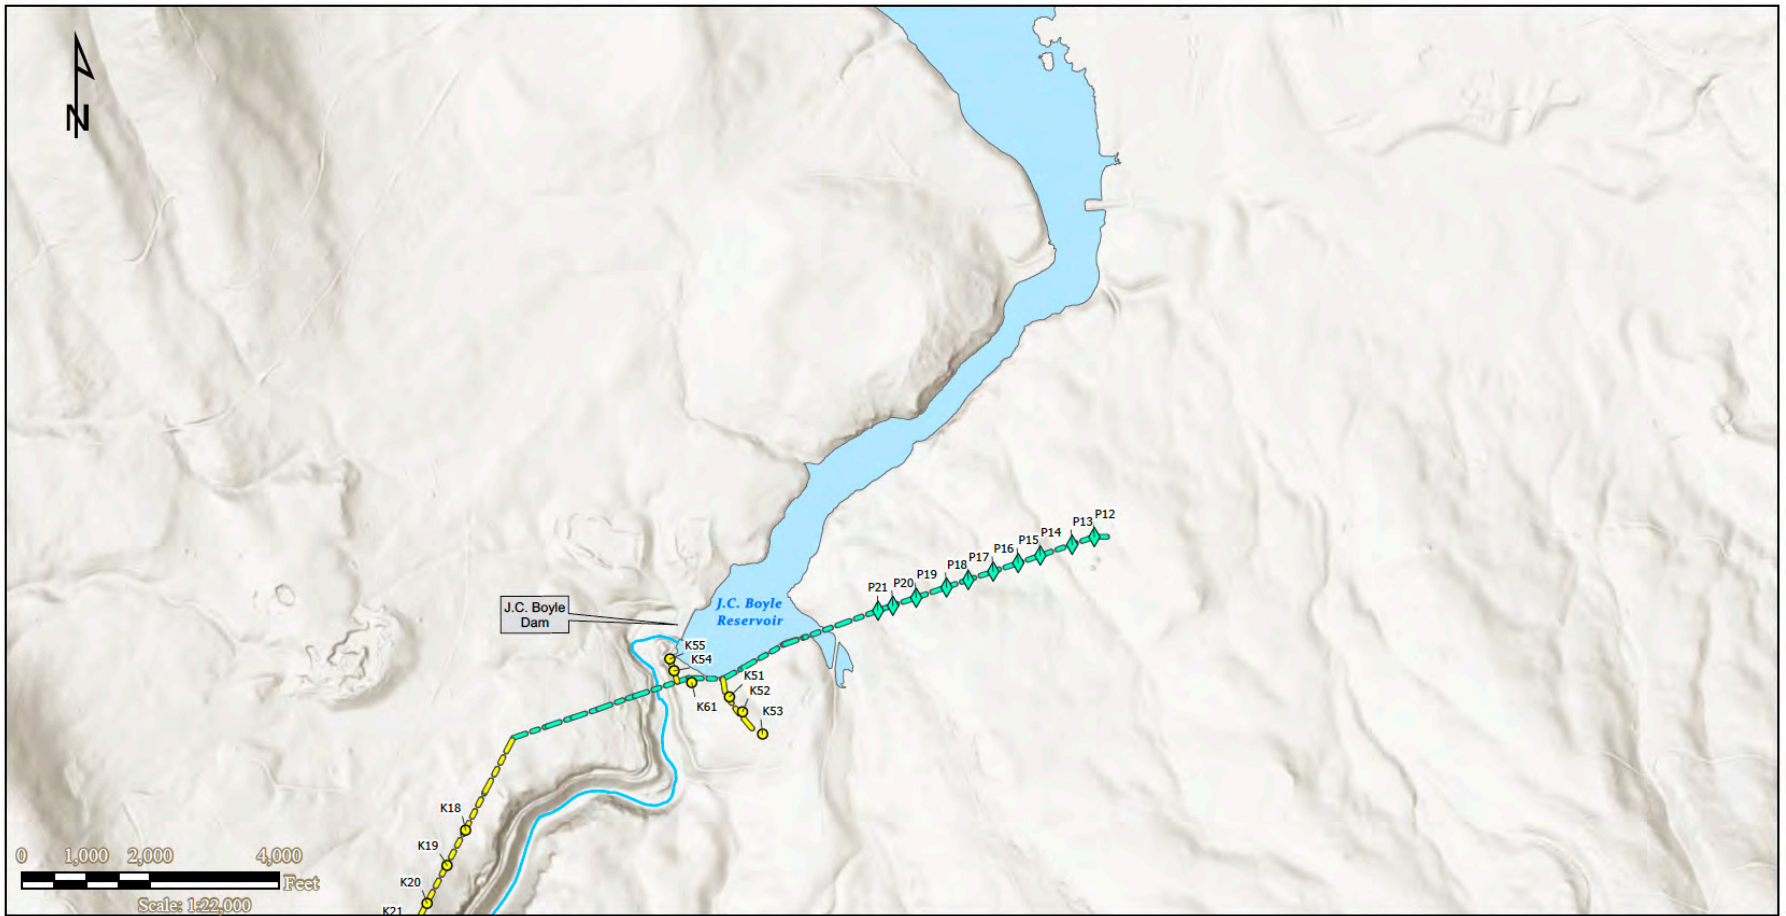 N
P12
P13
P14
P15
P16
P17
P18
P19
P20
P21
J.C. Boyle
Reservoir
J.C. Boyle
Dam
K55
K54
K51
K52
K61
K53
K18
K19
K20
K21
0 1,000 2,000 4,000
Feet
Scale: 1:22,000